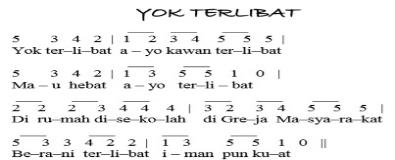 YOK TERLIBAT
5 3 4 2 | 1 2 3 4 5 5 5 |
Yok ter–li–bat a – yo kawan ter–li–bat
5 3 4 2 | 1 3 5 5 1 0 |
Ma – u hebat a – yo ter–li – bat
2 2 2 3 4 4 4 | 3 2 3 4 5 5 5 |
Di ru–mah di–se–ko–lah di Gre–ja Ma–sya–ra–kat
5 3 3 4 2 2 | 1 3 5 5 1 0 ||
Be–ra–ni ter–li–bat i – man pun ku–at